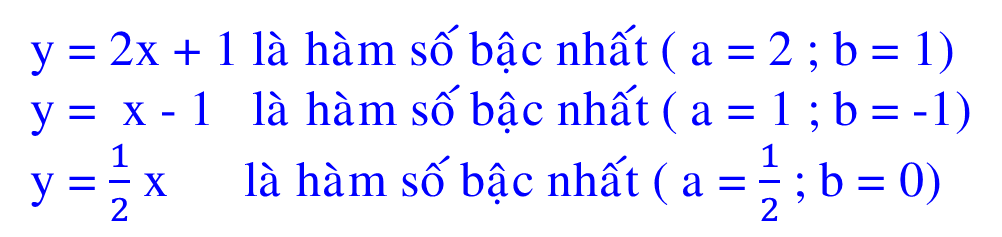 y = 2x + 1 là hàm số bậc nhất ( a = 2 ; b = 1)
y = x - 1 là hàm số bậc nhất ( a = 1 ; b = -1)
y = 1/2 x là hàm số bậc nhất ( a = 1/2 ; b = 0)